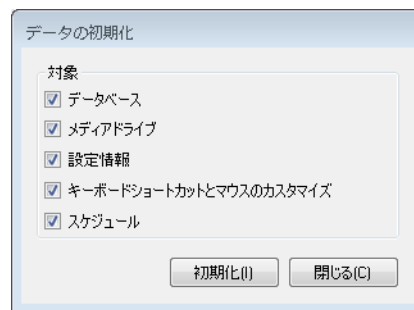 データの初期化
対象
データベース
メディアドライブ
設定情報
キーボードショートカットとマウスのカスタマイズ
スケジュール
初期化(I) 閉じる(C)